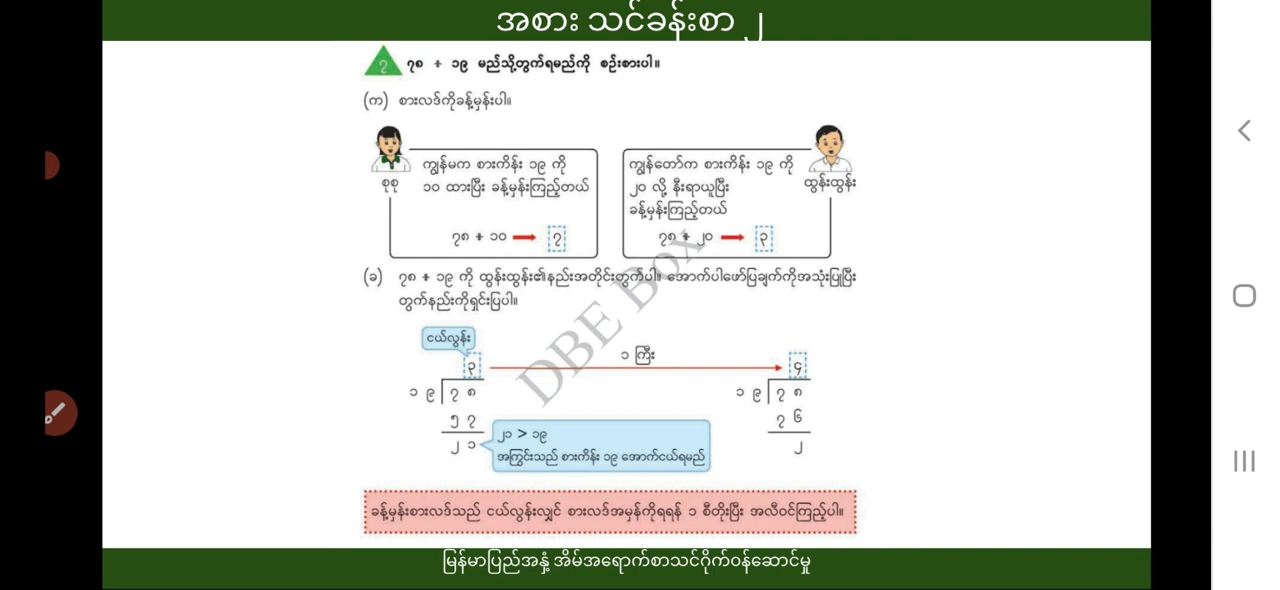 အစား သင်ခန်းစာ ၂
၇ ၇၈ ÷ ၁၉ မည်သို့တွက်ရမည်ကို စဉ်းစားပါ။
(က) စားလဒ်ကိုခန့်မှန်းပါ။
ကျွန်မက စားကိန်း ၁၉ ကို
၁၀ ထားပြီး ခန့်မှန်းကြည့်တယ်
၇၈ ÷ ၁၀ → ၇
စုစု
ကျွန်တော်က စားကိန်း ၁၉ ကို
၂၀ လို့ နီးရာယူပြီး
ခန့်မှန်းကြည့်တယ်
၇၈ ÷ ၂၀ → ၃
ထွန်းထွန်း
(ခ) ၇၈ ÷ ၁၉ ကို ထွန်းထွန်း၏နည်းအတိုင်းတွက်ပါ။ အောက်ပါဖော်ပြချက်ကိုအသုံးပြုပြီး
တွက်နည်းကိုရှင်းပြပါ။
ငယ်လွန်း
၃
၁ ၉ ၇ ၈
၅ ၇
၂ ၁
၂၁ > ၁၉
အကြွင်းသည် စားကိန်း ၁၉ အောက်ငယ်ရမည်
၁ ကြီး
၄
၁ ၉ ၇ ၈
၇ ၆
၂
ခန့်မှန်းစားလဒ်သည် ငယ်လွန်းလျှင် စားလဒ်အမှန်ကိုရရန် ၁ စီတိုးပြီး အလီဝင်ကြည့်ပါ။
DBE Box
မြန်မာပြည်အနှံ့ အိမ်အရောက်စာသင်ဂိုက်ဝန်ဆောင်မှု